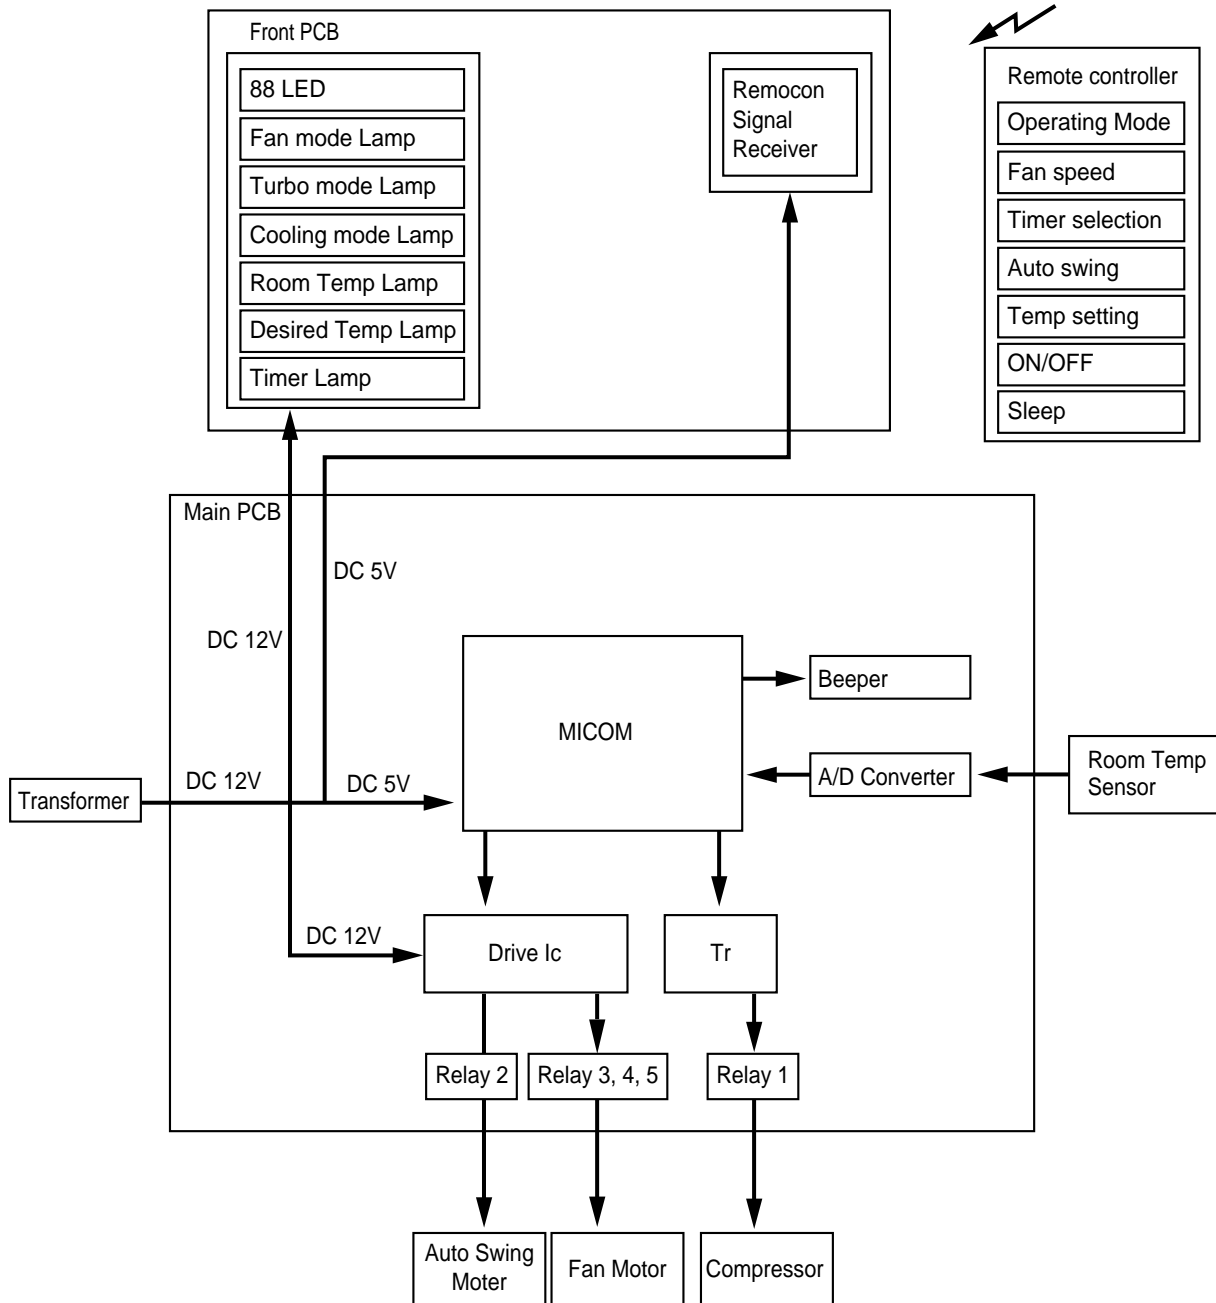 Front PCB
88 LED
Fan mode Lamp
Turbo mode Lamp
Cooling mode Lamp
Room Temp Lamp
Desired Temp Lamp
Timer Lamp
Remocon
Signal
Receiver
Remote controller
Operating Mode
Fan speed
Timer selection
Auto swing
Temp setting
ON/OFF
Sleep
Main PCB
DC 5V
DC 12V
MICOM
Beeper
A/D Converter
Room Temp
Sensor
Transformer
DC 12V
DC 5V
DC 12V
Drive Ic
Tr
Relay 2
Relay 3, 4, 5
Relay 1
Auto Swing
Moter
Fan Motor
Compressor